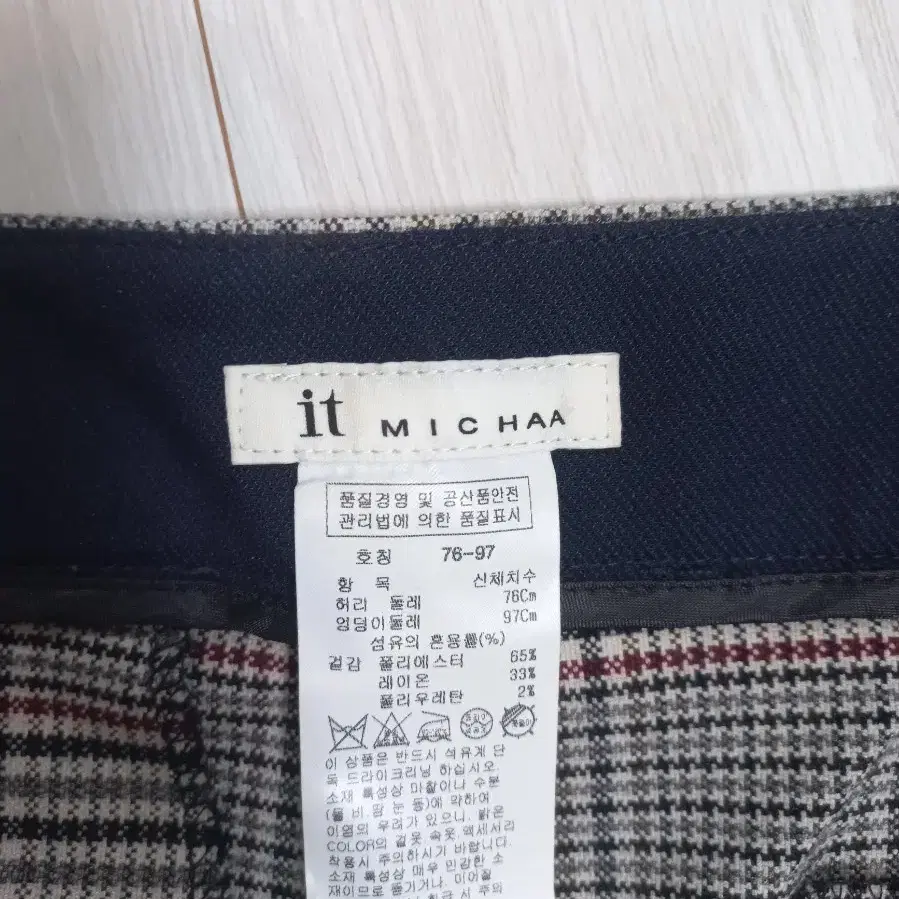 it MICHAA
품질경영 및 공산품안전
관리법에 의한 품질표시
호칭 76-97
항 목 신체치수
허리 둘레 76Cm
엉덩이둘레 97Cm
섬유의 혼용률(%)
겉감 폴리에스터 65%
레이온 33%
폴리우레탄 2%
이 상품은 반드시 석유계 단
독 드라이크리닝 하십시오.
소재 특성상 마찰이나 수분
(물,비,땀,눈 등)에 약하여
이염의 우려가 있으니, 밝은
COLOR의 겉옷,속옷,액세서리
착용시 주의하시기 바랍니다.
소재 특성상 매우 민감한 소
재이므로 뜯기거나, 미어짐
취급 시 주의